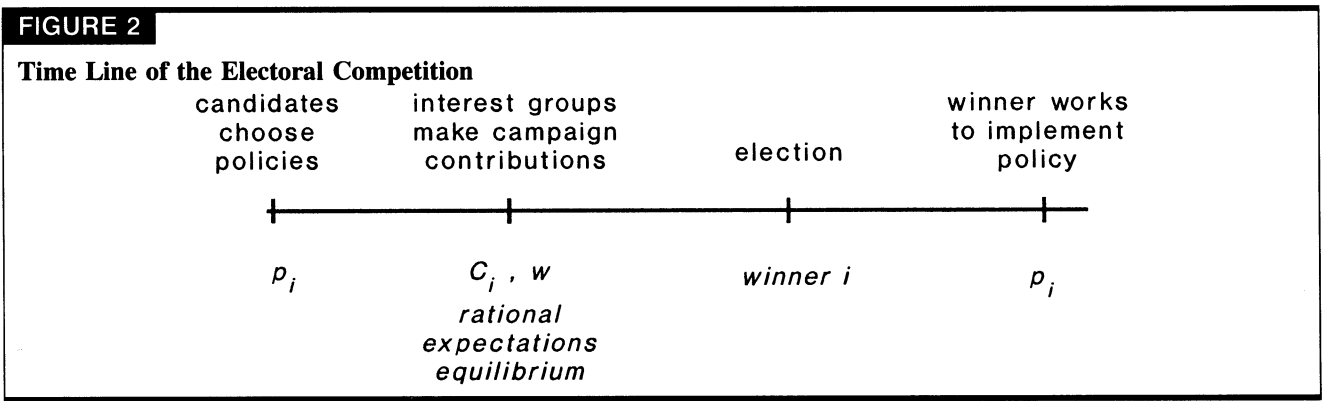 FIGURE 2
Time Line of the Electoral Competition
candidates
choose
policies
interest groups
make campaign
contributions
election
winner works
to implement
policy
p_i
C_i , w
rational
expectations
equilibrium
winner i
p_i